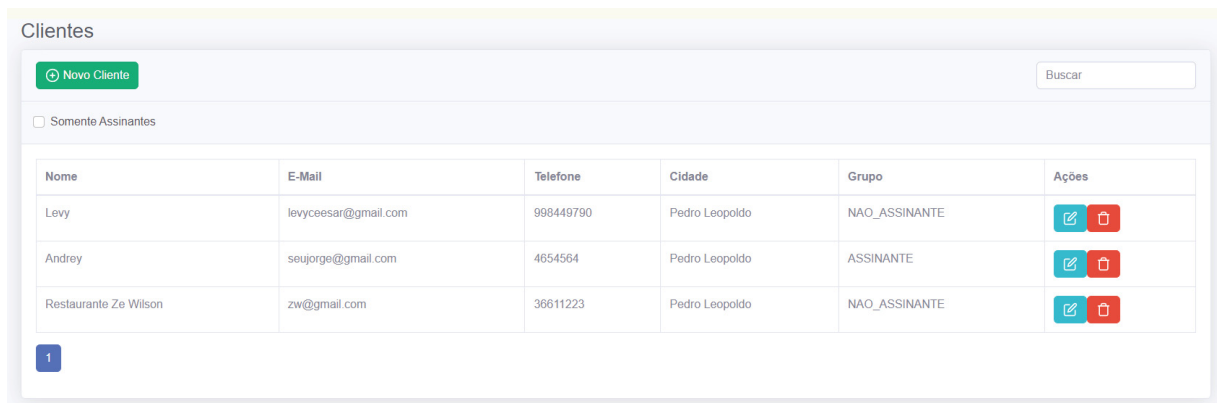 Clientes
Novo Cliente
Buscar
Somente Assinantes
Nome E-Mail Telefone Cidade Grupo Ações
Levy levyceesar@gmail.com 998449790 Pedro Leopoldo NAO_ASSINANTE
Andrey seujorge@gmail.com 4654564 Pedro Leopoldo ASSINANTE
Restaurante Ze Wilson zw@gmail.com 36611223 Pedro Leopoldo NAO_ASSINANTE
1